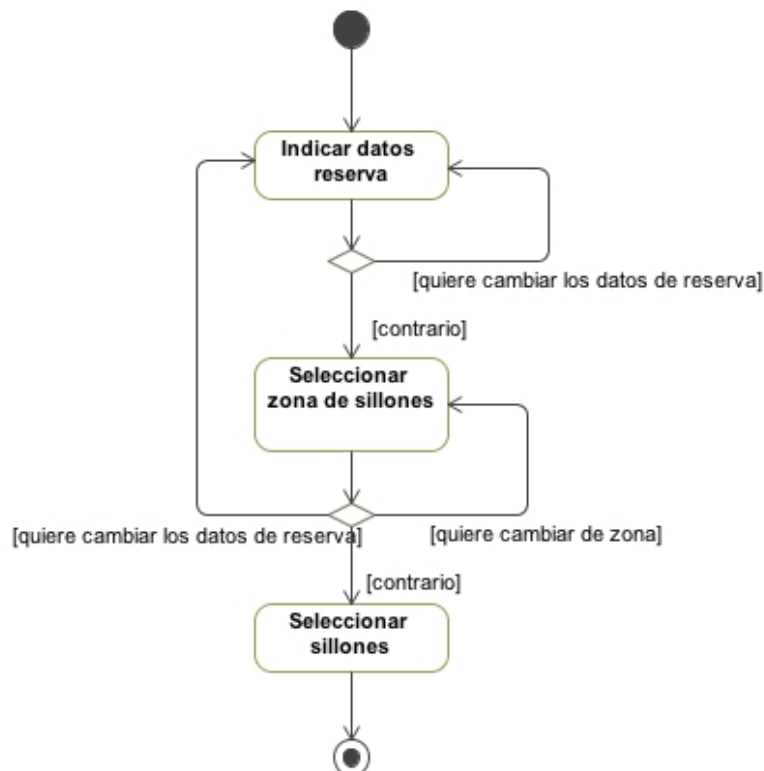 Indicar datos
reserva
[quiere cambiar los datos de reserva]
[contrario]
Seleccionar
zona de sillones
[quiere cambiar los datos de reserva]
[quiere cambiar de zona]
[contrario]
Seleccionar
sillones